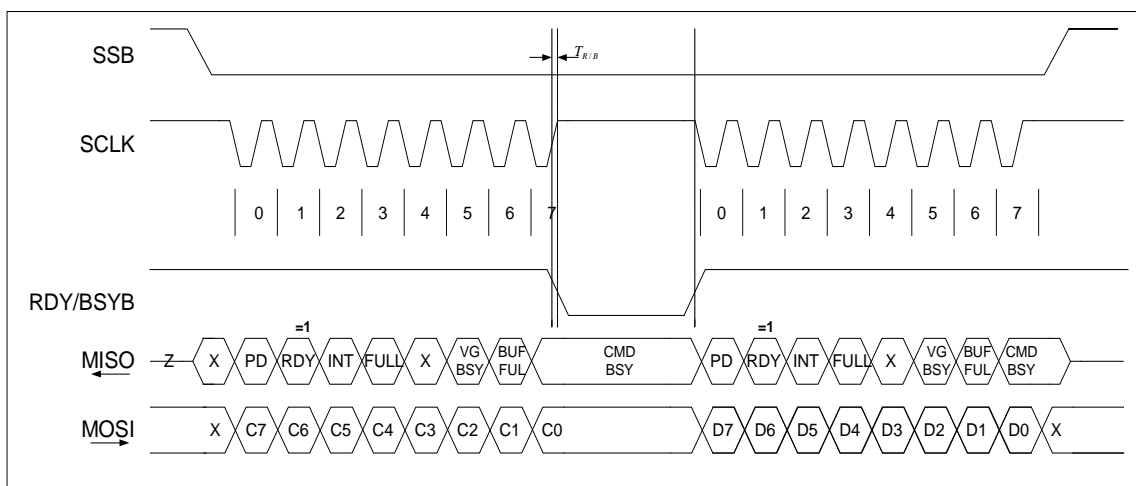 SSB
T R/B
SCLK
0 1 2 3 4 5 6 7 0 1 2 3 4 5 6 7
RDY/BSYB
=1 =1
MISO Z X PD RDY INT FULL X VG BSY BUF FUL CMD BSY PD RDY INT FULL X VG BSY BUF FUL CMD BSY
MOSI X C7 C6 C5 C4 C3 C2 C1 C0 D7 D6 D5 D4 D3 D2 D1 D0 X